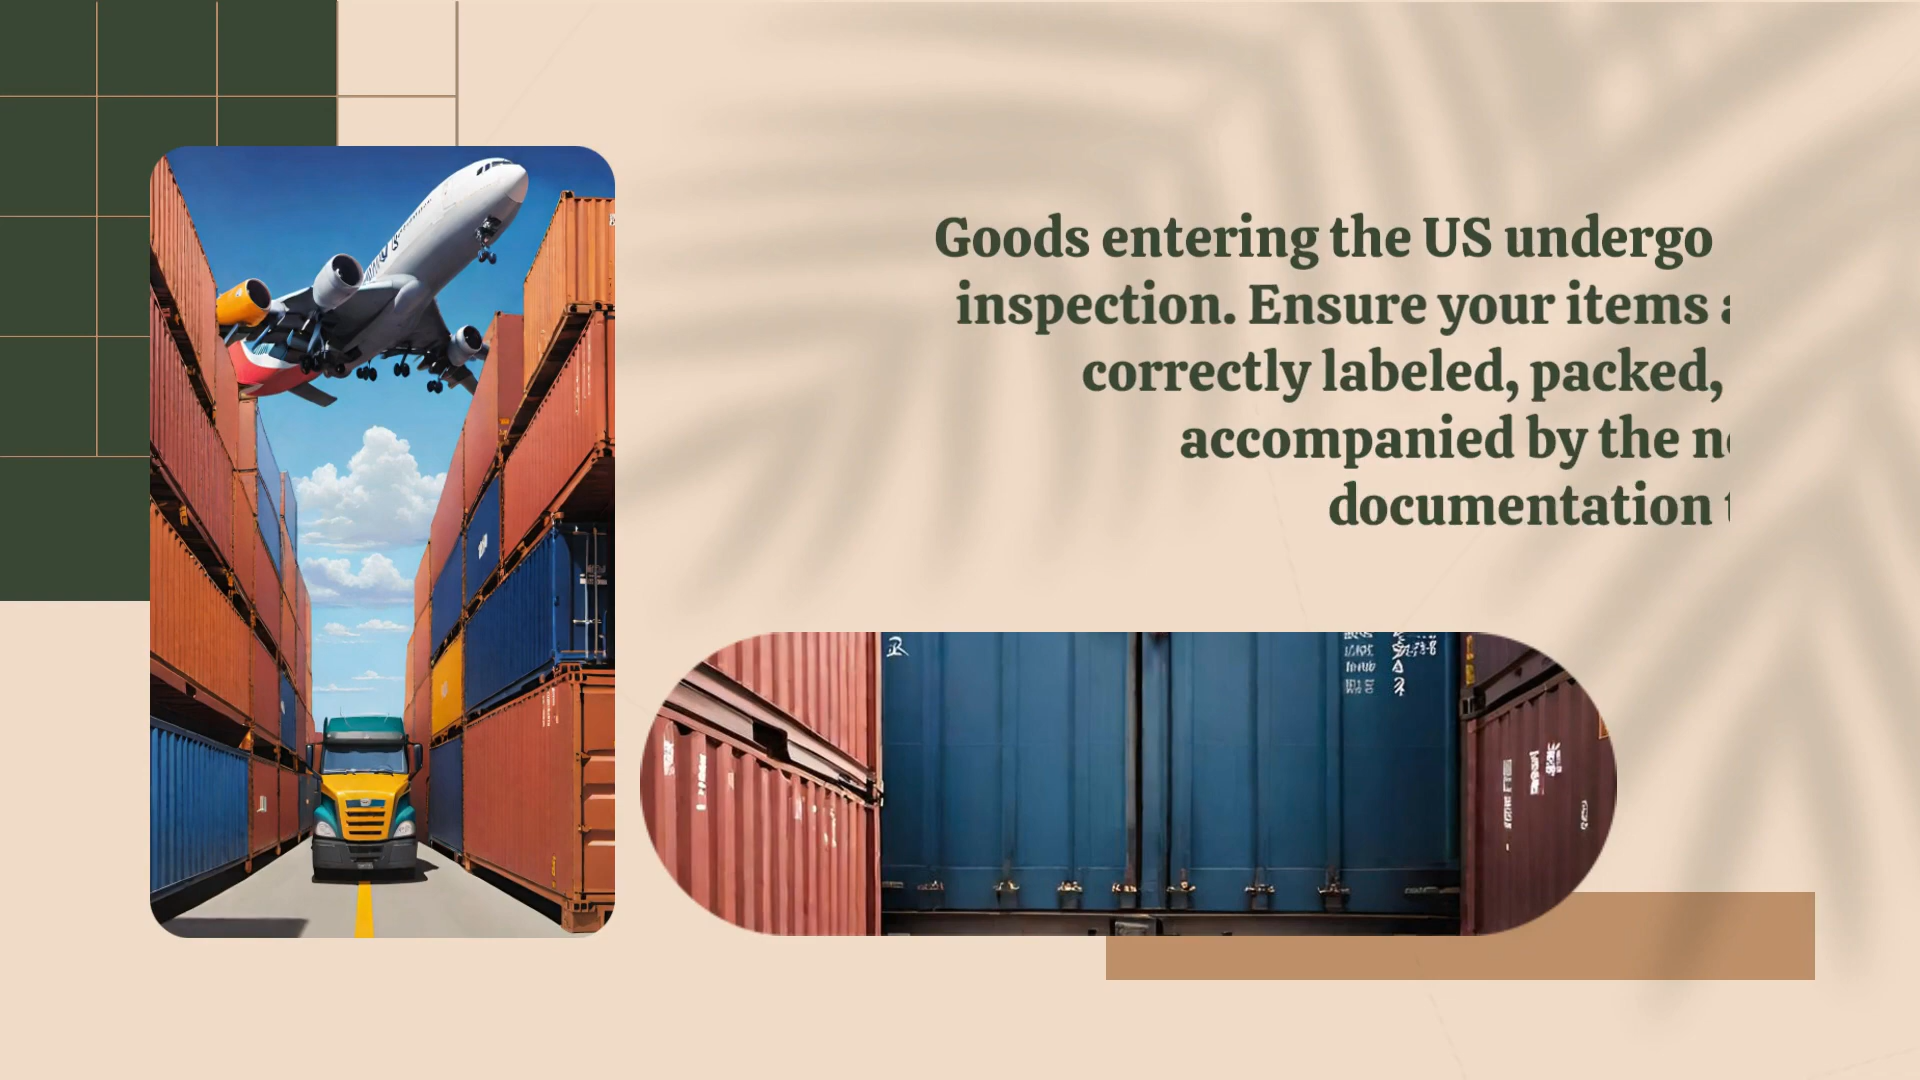 Goods entering the US undergo
inspection. Ensure your items
correctly labeled, packed,
accompanied by the
documentation